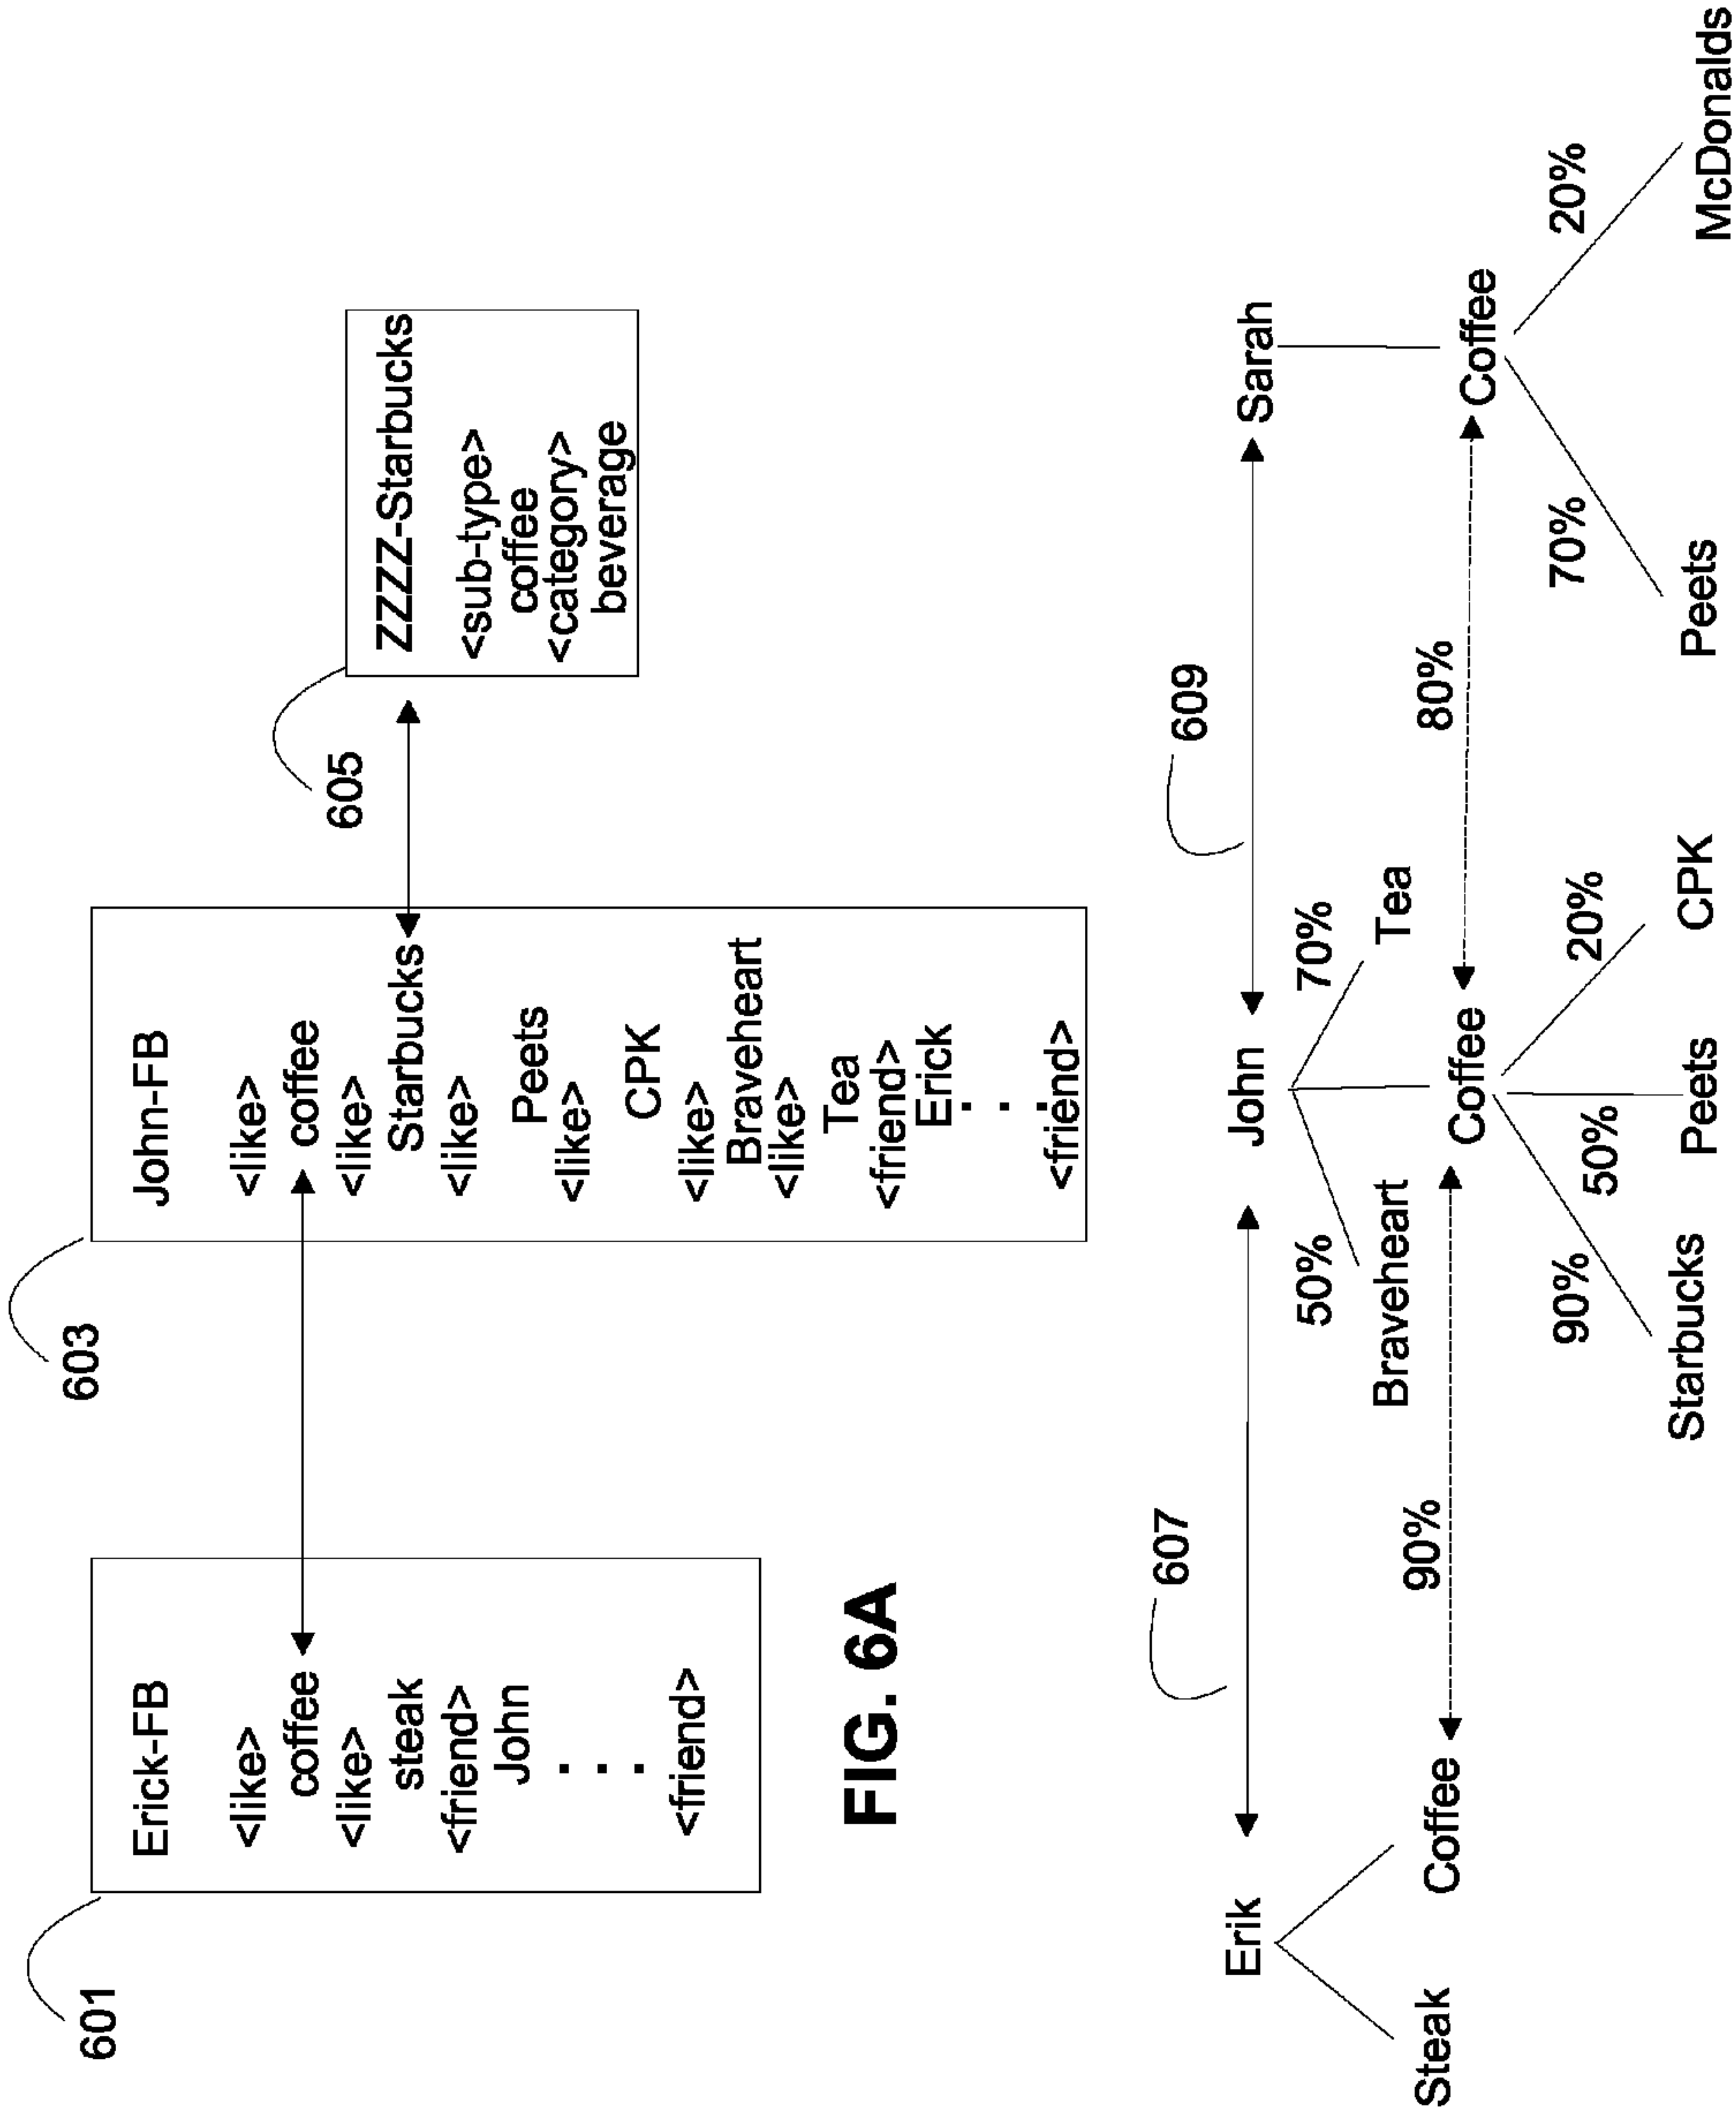 601
Erick-FB
<like>
coffee
<like>
steak
<friend>
John
. . .
<friend>
603
John-FB
<like>
coffee
<like>
Starbucks
<like>
Peets
<like>
CPK
<like>
Braveheart
<like>
Tea
<friend>
Erick
. . .
<friend>
605
ZZZZ-Starbucks
<sub-type>
coffee
<category>
beverage
FIG. 6A
607
609
Erik
John
Sarah
50%
70%
Steak
Coffee
90%
Braveheart
Tea
Coffee
80%
Coffee
90%
50%
20%
70%
20%
Starbucks
Peets
CPK
Peets
McDonalds